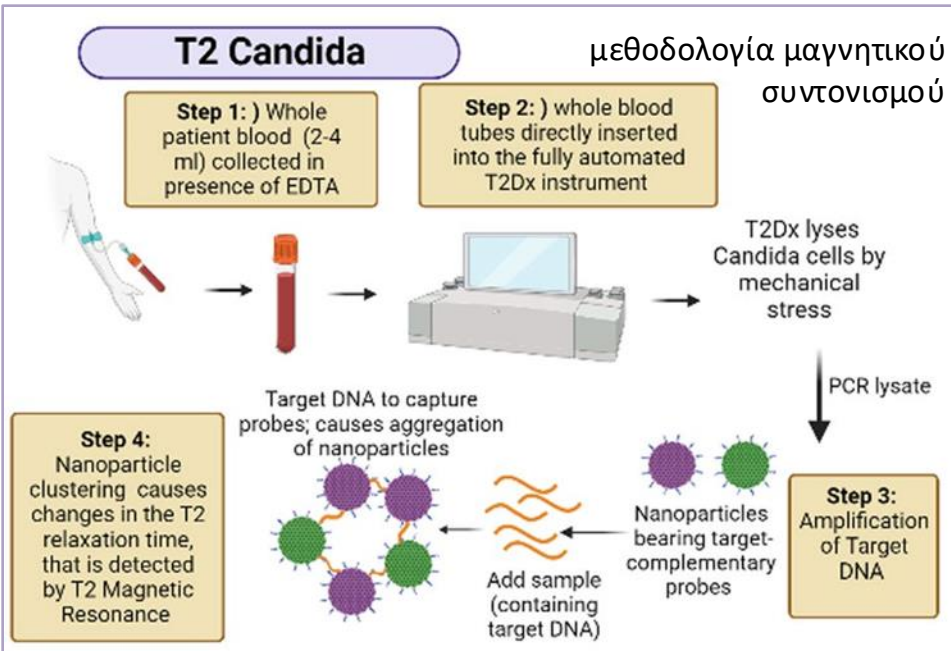 T2 Candida
μεθοδολογία μαγνητικού
συντονισμού
Step 1: ) Whole
patient blood (2-4
ml) collected in
presence of EDTA
Step 2: ) whole blood
tubes directly inserted
into the fully automated
T2Dx instrument
T2Dx lyses
Candida cells by
mechanical
stress
PCR lysate
Step 3:
Amplification
of Target
DNA
Nanoparticles
bearing target-
complementary
probes
Add sample
(containing
target DNA)
Target DNA to capture
probes; causes aggregation
of nanoparticles
Step 4:
Nanoparticle
clustering causes
changes in the T2
relaxation time,
that is detected
by T2 Magnetic
Resonance